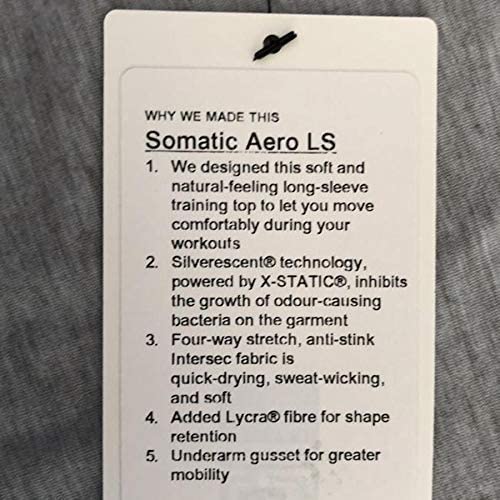 WHY WE MADE THIS
Somatic Aero LS
1. We designed this soft and
natural-feeling long-sleeve
training top to let you move
comfortably during your
workouts
2. Silverescent® technology,
powered by X-STATIC®, inhibits
the growth of odour-causing
bacteria on the garment
3. Four-way stretch, anti-stink
Intersec fabric is
quick-drying, sweat-wicking,
and soft
4. Added Lycra® fibre for shape
retention
5. Underarm gusset for greater
mobility